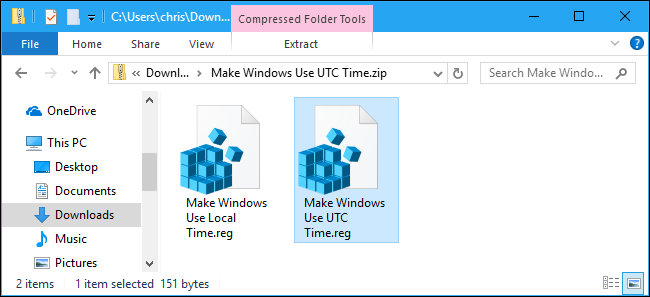 C:\Users\chris\Down...
Compressed Folder Tools
File
Home
Share
View
Extract
«
Downl...
Make Windows Use UTC Time.zip
Search Make Windo...
OneDrive
This PC
Desktop
Documents
Downloads
Music
Pictures
Make Windows
Use Local
Time.reg
Make Windows
Use UTC
Time.reg
2 items
1 item selected 151 bytes